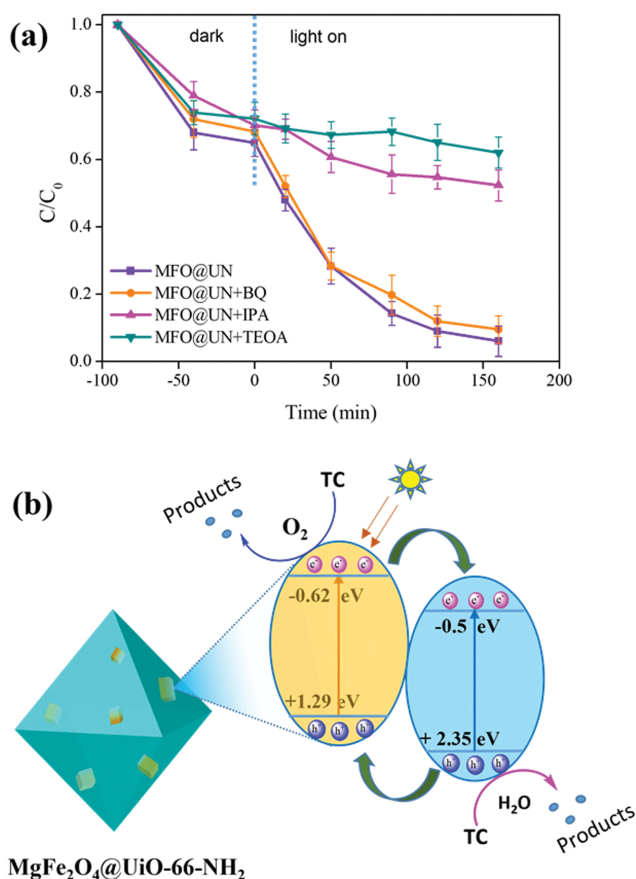 (a)
dark
light on
1.0
0.8
0.6
0.4
0.2
0.0
C/C₀
MFO@UN
MFO@UN+BQ
MFO@UN+IPA
MFO@UN+TEOA
-100
-50
0
50
100
150
200
Time (min)
(b)
Products
TC
O₂
e⁻ e⁻ e⁻
-0.62 eV
+1.29 eV
h⁺ h⁺ h⁺
e⁻ e⁻ e⁻
-0.5 eV
+ 2.35 eV
h⁺ h⁺ h⁺
H₂O
TC
Products
MgFe₂O₄@UiO-66-NH₂